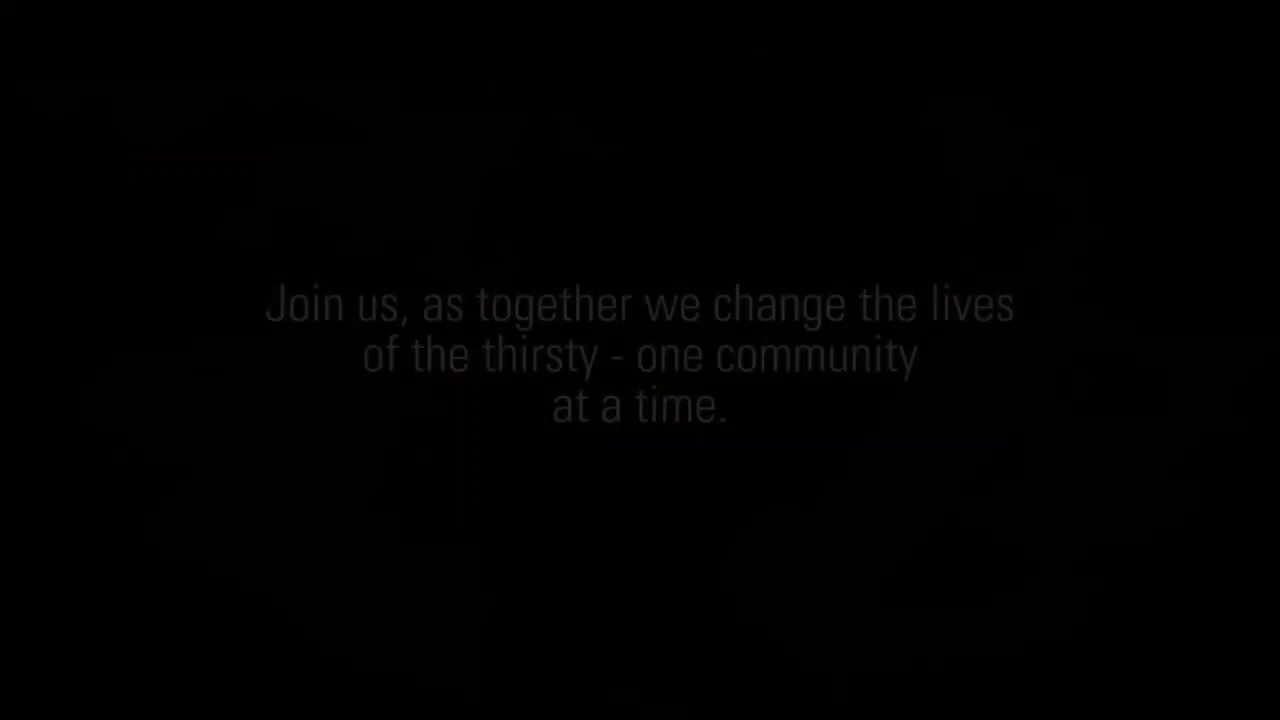 Join us, as together we change the lives
of the thirsty - one community
at a time.